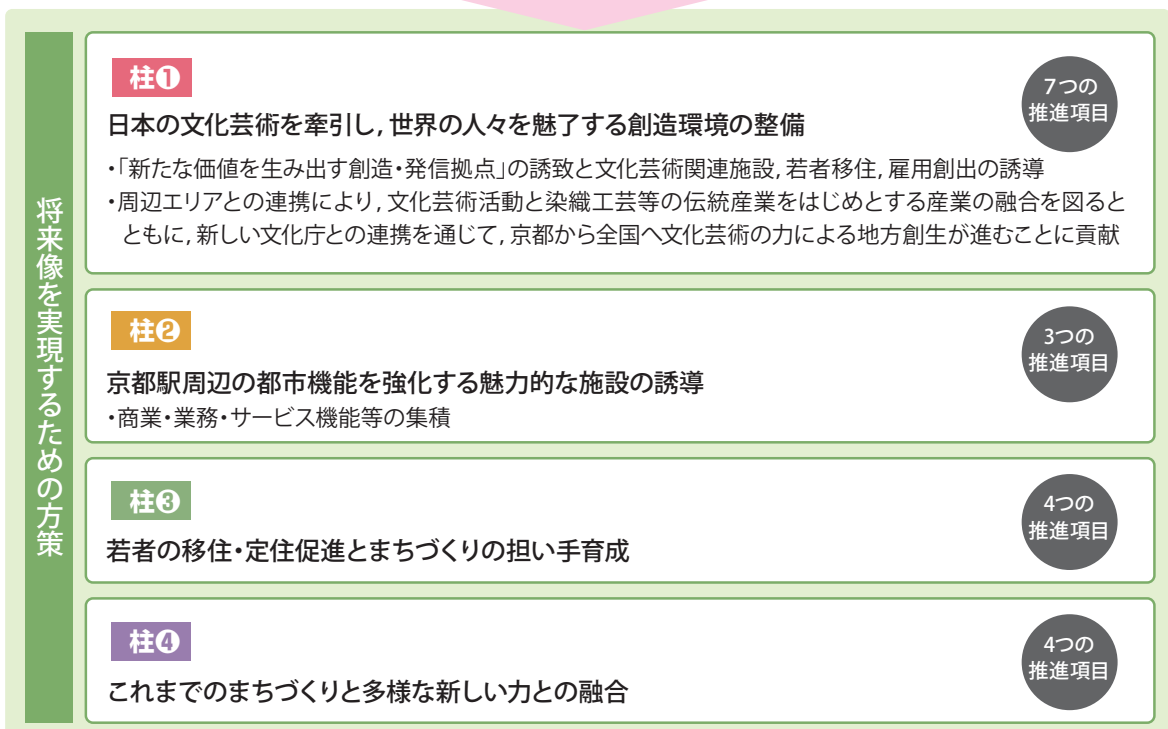 将来像を実現するための方策
柱❶
7つの
推進項目
日本の文化芸術を牽引し,世界の人々を魅了する創造環境の整備
・「新たな価値を生み出す創造・発信拠点」の誘致と文化芸術関連施設,若者移住,雇用創出の誘導
・周辺エリアとの連携により,文化芸術活動と染織工芸等の伝統産業をはじめとする産業の融合を図ると
ともに,新しい文化庁との連携を通じて,京都から全国へ文化芸術の力による地方創生が進むことに貢献
柱❷
3つの
推進項目
京都駅周辺の都市機能を強化する魅力的な施設の誘導
・商業・業務・サービス機能等の集積
柱❸
4つの
推進項目
若者の移住・定住促進とまちづくりの担い手育成
柱❹
4つの
推進項目
これまでのまちづくりと多様な新しい力との融合